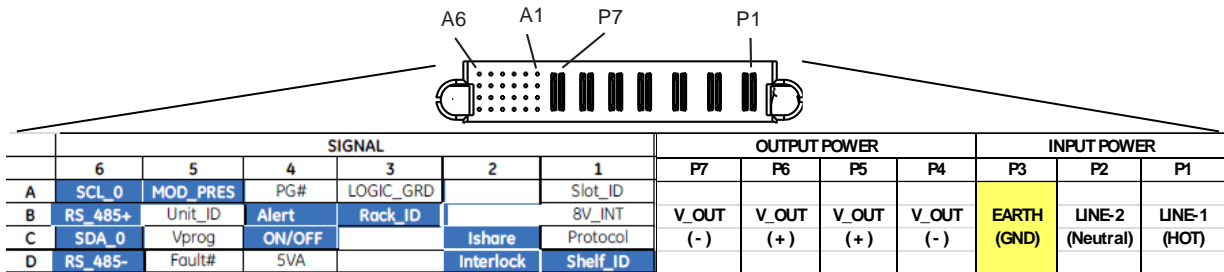 A6 A1 P7 P1
SIGNAL OUTPUT POWER INPUT POWER
6 5 4 3 2 1 P7 P6 P5 P4 P3 P2 P1
A SCL_0 MOD_PRES PG# LOGIC_GRD Slot_ID
B RS_485+ Unit_ID Alert Rack_ID 8V_INT V_OUT V_OUT V_OUT V_OUT EARTH LINE-2 LINE-1
C SDA_0 Vprog ON/OFF Ishare Protocol (-) (+) (+) (-) (GND) (Neutral) (HOT)
D RS_485- Fault# 5VA Interlock Shelf_ID